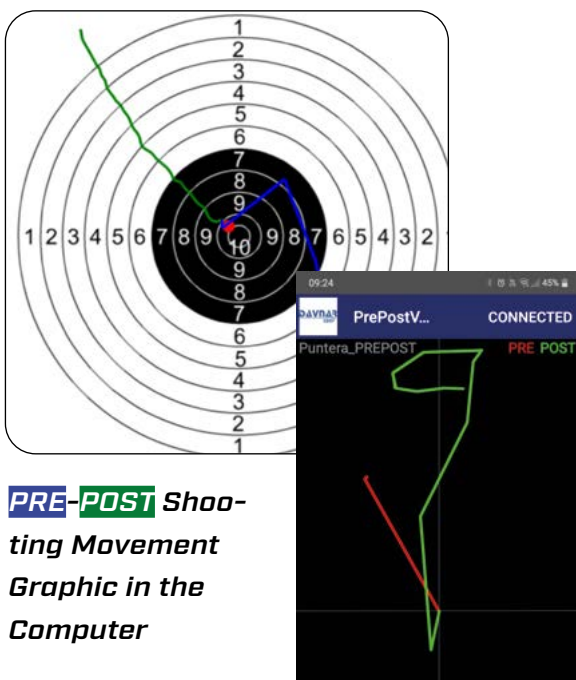 1
2
3
4
5
6
7
8
9
1 2 3 4 5 6 7 8 9 10 9 8 7 6 5 4 3 2
9
8
7
6
5
4
3
2
1
09:24 45%
DAVNAR PrePostV... CONNECTED
Puntera_PREPOST PRE POST
PRE-POST Shoo-
ting Movement
Graphic in the
Computer